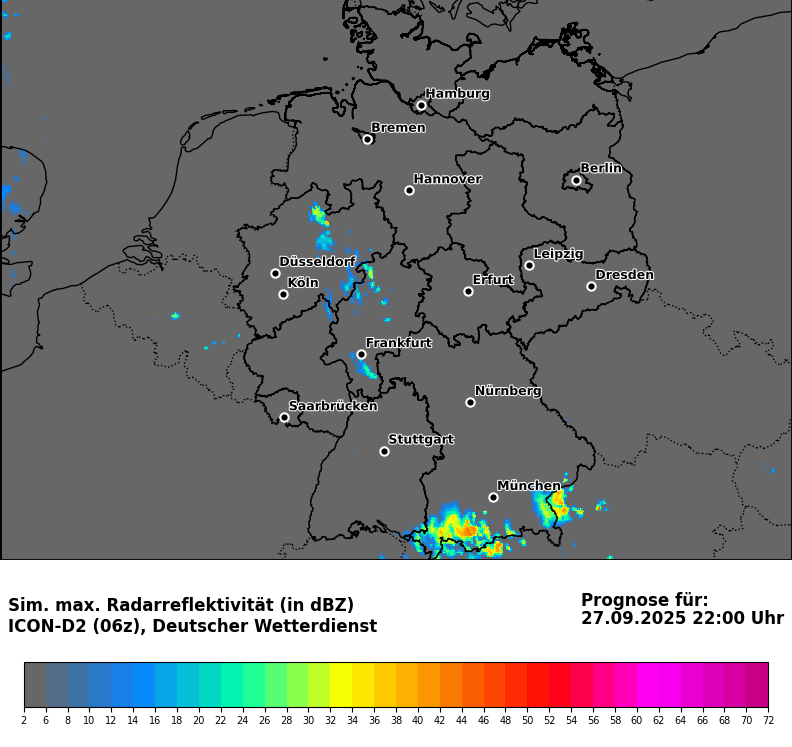 Hamburg
Bremen
Berlin
Hannover
Leipzig
Düsseldorf
Dresden
Köln
Erfurt
Frankfurt
Nürnberg
Saarbrücken
Stuttgart
München
Sim. max. Radarreflektivität (in dBZ)
ICON-D2 (06z), Deutscher Wetterdienst
Prognose für:
27.09.2025 22:00 Uhr
2 6 8 10 12 14 16 18 20 22 24 26 28 30 32 34 36 38 40 42 44 46 48 50 52 54 56 58 60 62 64 66 68 70 72